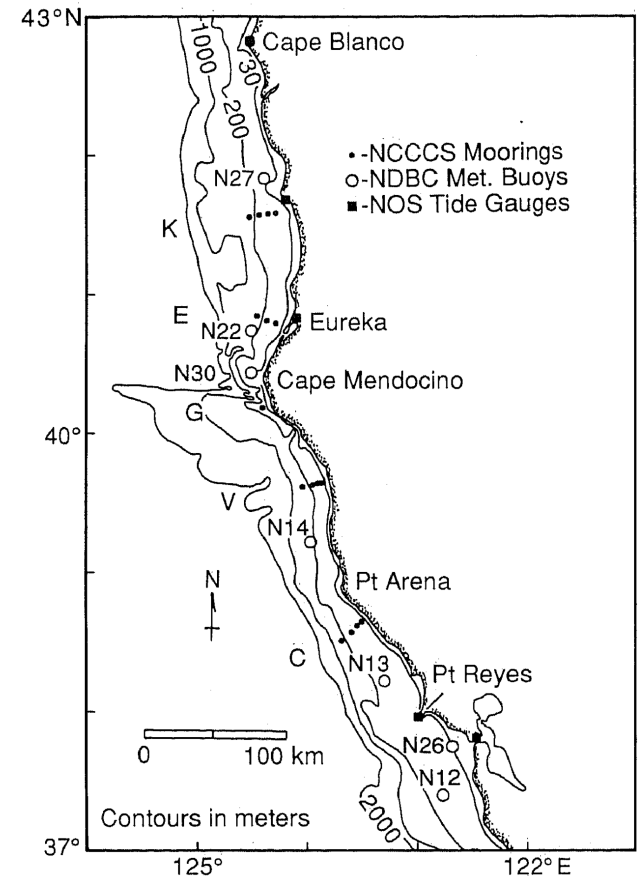 43°N
1000
30
200
Cape Blanco
•-NCCCS Moorings
○-NDBC Met. Buoys
■-NOS Tide Gauges
N27
K
E
N22
Eureka
N30
Cape Mendocino
G
40°
V
N14
N
Pt Arena
C
N13
Pt Reyes
0 100 km
N26
N12
Contours in meters
2000
37°
125° 122°E